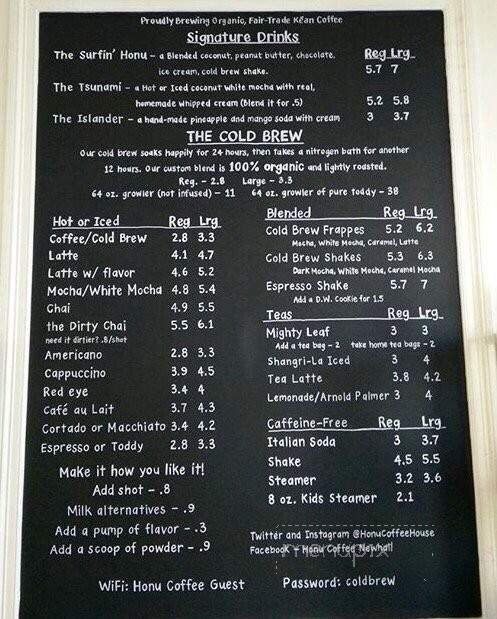 Proudly Brewing Organic, Fair-Trade Kéan Coffee
Signature Drinks
The Surfin' Honu - a Blended coconut, peanut butter, chocolate, Reg Lrg
ice cream, cold brew shake. 5.7 7
The Tsunami - a Hot or Iced coconut white mocha with real,
homemade whipped cream (Blend it for .5) 5.2 5.8
The Islander - a hand-made pineapple and mango soda with cream 3 3.7
THE COLD BREW
Our cold brew soaks happily for 24 hours, then takes a nitrogen bath for another
12 hours. Our custom blend is 100% organic and lightly roasted.
Reg. - 2.8 Large - 3.3
64 oz. growler (not infused) - 11 64 oz. growler of pure toddy - 38
Hot or Iced Reg Lrg
Coffee/Cold Brew 2.8 3.3
Latte 4.1 4.7
Latte w/ flavor 4.6 5.2
Mocha/White Mocha 4.8 5.4
Chai 4.9 5.5
the Dirty Chai 5.5 6.1
need it dirtier? .8/shot
Americano 2.8 3.3
Cappuccino 3.9 4.5
Red eye 3.4 4
Café au Lait 3.7 4.3
Cortado or Macchiato 3.4 4.2
Espresso or Toddy 2.8 3.3
Make it how you like it!
Add shot - .8
Milk alternatives - .9
Add a pump of flavor - .3
Add a scoop of powder - .9
Blended Reg Lrg
Cold Brew Frappes 5.2 6.2
Mocha, White Mocha, Caramel, Latte
Cold Brew Shakes 5.3 6.3
Dark Mocha, White Mocha, Caramel Mocha
Espresso Shake 5.7 7
Add a D.W. Cookie for 1.5
Teas Reg Lrg
Mighty Leaf 3 3
Add a tea bag - 2 take home tea bags - 2
Shangri-La Iced 3 4
Tea Latte 3.8 4.2
Lemonade/Arnold Palmer 3 4
Caffeine-Free Reg Lrg
Italian Soda 3 3.7
Shake 4.5 5.5
Steamer 3.2 3.6
8 oz. Kids Steamer 2.1
Twitter and Instagram @HonuCoffeeHouse
Facebook - Honu Coffee Newhall
menupix
WiFi: Honu Coffee Guest Password: coldbrew